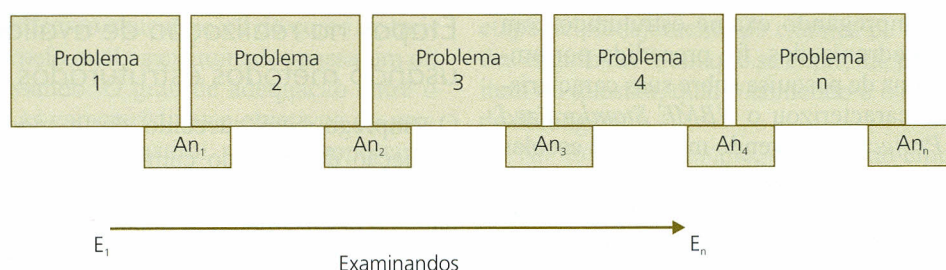 Problema
1
Problema
2
Problema
3
Problema
4
Problema
n
An₁
An₂
An₃
An₄
Anₙ
E₁
Eₙ
Examinandos